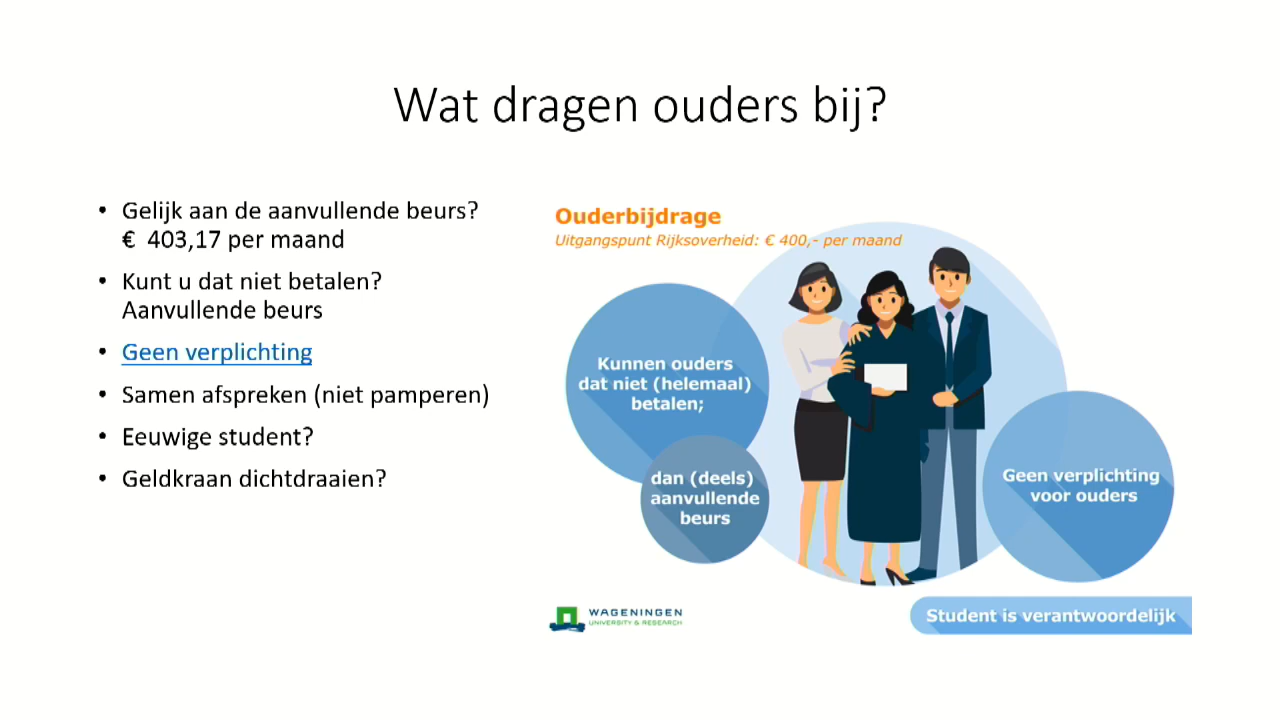 Wat dragen ouders bij?
• Gelijk aan de aanvullende beurs?
€ 403,17 per maand
• Kunt u dat niet betalen?
Aanvullende beurs
• Geen verplichting
• Samen afspreken (niet pamperen)
• Eeuwige student?
• Geldkraan dichtdraaien?
Ouderbijdrage
Uitgangspunt Rijksoverheid: € 400,- per maand
Kunnen ouders
dat niet (helemaal)
betalen;
dan (deels)
aanvullende
beurs
Geen verplichting
voor ouders
WAGENINGEN
UNIVERSITY & RESEARCH
Student is verantwoordelijk